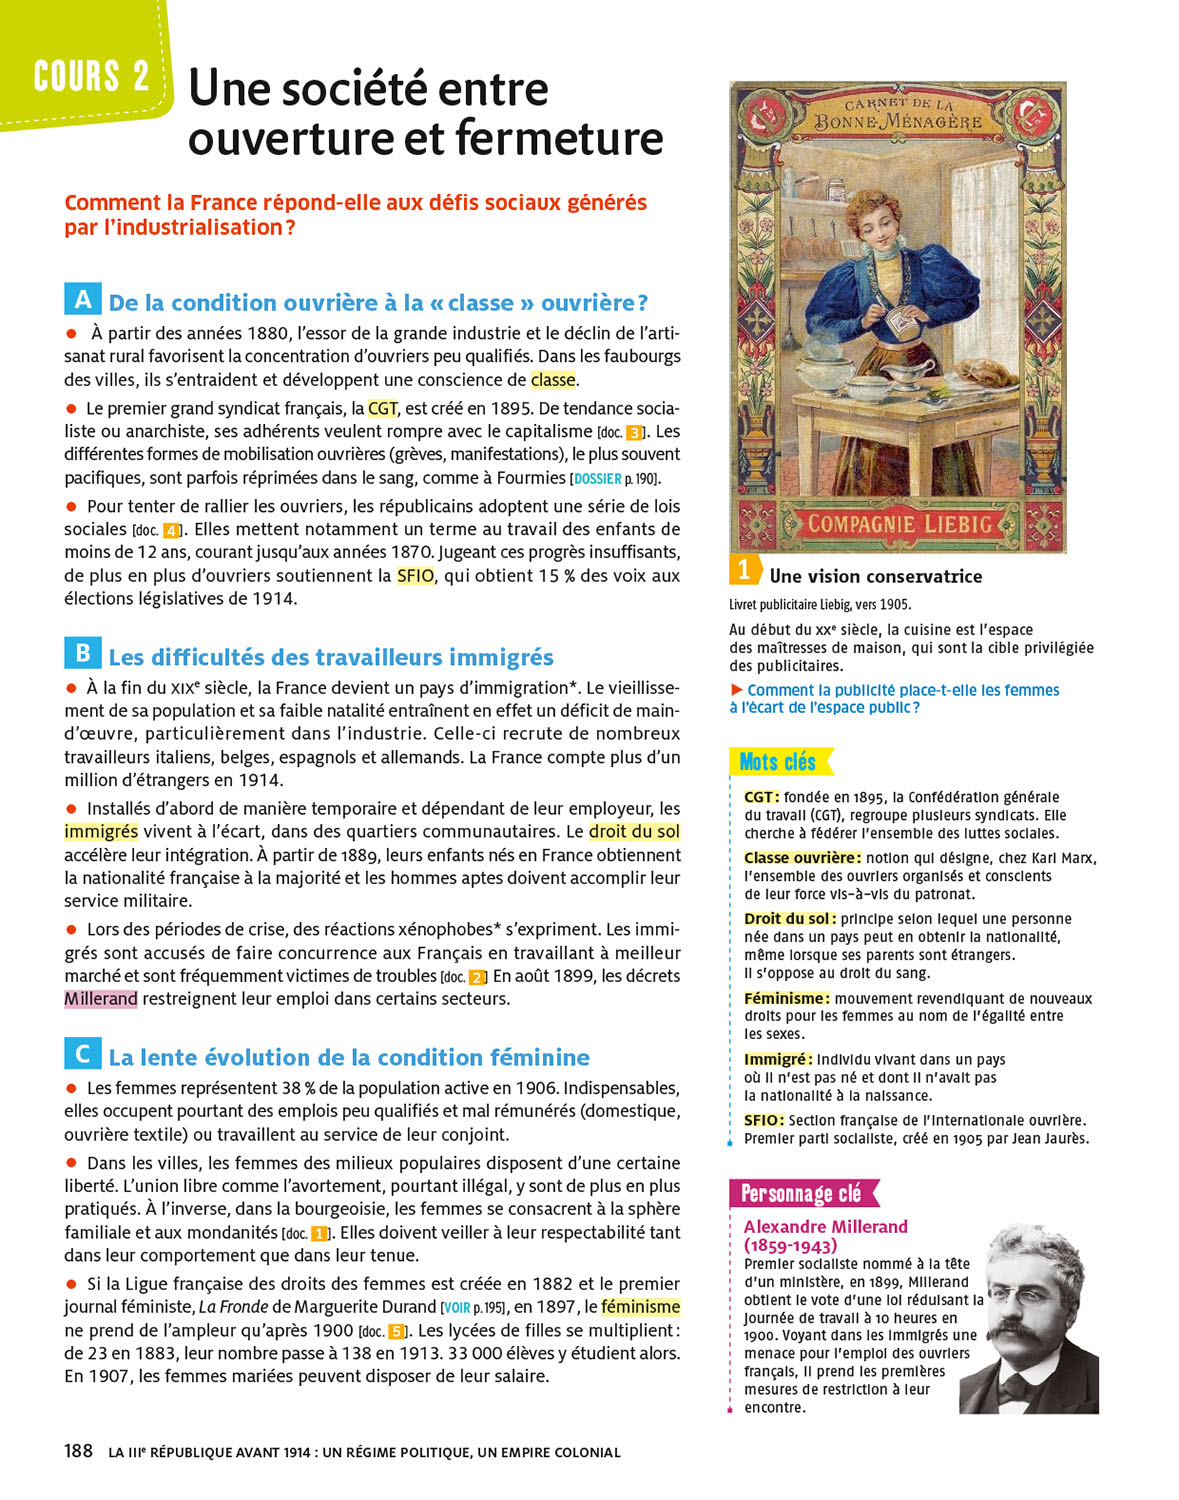 COURS 2
Une société entre
ouverture et fermeture
Comment la France répond-elle aux défis sociaux générés
par l'industrialisation ?
A De la condition ouvrière à la « classe » ouvrière ?
• À partir des années 1880, l'essor de la grande industrie et le déclin de l'arti-
sanat rural favorisent la concentration d'ouvriers peu qualifiés. Dans les faubourgs
des villes, ils s'entraident et développent une conscience de classe.
• Le premier grand syndicat français, la CGT, est créé en 1895. De tendance socia-
liste ou anarchiste, ses adhérents veulent rompre avec le capitalisme [doc. 3]. Les
différentes formes de mobilisation ouvrières (grèves, manifestations), le plus souvent
pacifiques, sont parfois réprimées dans le sang, comme à Fourmies [DOSSIER p. 190].
• Pour tenter de rallier les ouvriers, les républicains adoptent une série de lois
sociales [doc. 4]. Elles mettent notamment un terme au travail des enfants de
moins de 12 ans, courant jusqu'aux années 1870. Jugeant ces progrès insuffisants,
de plus en plus d'ouvriers soutiennent la SFIO, qui obtient 15 % des voix aux
élections législatives de 1914.
B Les difficultés des travailleurs immigrés
• À la fin du XIXe siècle, la France devient un pays d'immigration*. Le vieillisse-
ment de sa population et sa faible natalité entraînent en effet un déficit de main-
d'œuvre, particulièrement dans l'industrie. Celle-ci recrute de nombreux
travailleurs italiens, belges, espagnols et allemands. La France compte plus d'un
million d'étrangers en 1914.
• Installés d'abord de manière temporaire et dépendant de leur employeur, les
immigrés vivent à l'écart, dans des quartiers communautaires. Le droit du sol
accélère leur intégration. À partir de 1889, leurs enfants nés en France obtiennent
la nationalité française à la majorité et les hommes aptes doivent accomplir leur
service militaire.
• Lors des périodes de crise, des réactions xénophobes* s'expriment. Les immi-
grés sont accusés de faire concurrence aux Français en travaillant à meilleur
marché et sont fréquemment victimes de troubles [doc. 2] En août 1899, les décrets
Millerand restreignent leur emploi dans certains secteurs.
C La lente évolution de la condition féminine
• Les femmes représentent 38 % de la population active en 1906. Indispensables,
elles occupent pourtant des emplois peu qualifiés et mal rémunérés (domestique,
ouvrière textile) ou travaillent au service de leur conjoint.
• Dans les villes, les femmes des milieux populaires disposent d'une certaine
liberté. L'union libre comme l'avortement, pourtant illégal, y sont de plus en plus
pratiqués. À l'inverse, dans la bourgeoisie, les femmes se consacrent à la sphère
familiale et aux mondanités [doc. 1]. Elles doivent veiller à leur respectabilité tant
dans leur comportement que dans leur tenue.
• Si la Ligue française des droits des femmes est créée en 1882 et le premier
journal féministe, La Fronde de Marguerite Durand [VOIR p. 195], en 1897, le féminisme
ne prend de l'ampleur qu'après 1900 [doc. 5]. Les lycées de filles se multiplient :
de 23 en 1883, leur nombre passe à 138 en 1913. 33 000 élèves y étudient alors.
En 1907, les femmes mariées peuvent disposer de leur salaire.
CARNET DE LA
BONNE MÉNAGÈRE
COMPAGNIE LIEBIG
1 Une vision conservatrice
Livret publicitaire Liebig, vers 1905.
Au début du XXe siècle, la cuisine est l'espace
des maîtresses de maison, qui sont la cible privilégiée
des publicitaires.
▶ Comment la publicité place-t-elle les femmes
à l'écart de l'espace public ?
Mots clés
CGT : fondée en 1895, la Confédération générale
du travail (CGT), regroupe plusieurs syndicats. Elle
cherche à fédérer l'ensemble des luttes sociales.
Classe ouvrière : notion qui désigne, chez Karl Marx,
l'ensemble des ouvriers organisés et conscients
de leur force vis-à-vis du patronat.
Droit du sol : principe selon lequel une personne
née dans un pays peut en obtenir la nationalité,
même lorsque ses parents sont étrangers.
Il s'oppose au droit du sang.
Féminisme : mouvement revendiquant de nouveaux
droits pour les femmes au nom de l'égalité entre
les sexes.
Immigré : individu vivant dans un pays
où il n'est pas né et dont il n'avait pas
la nationalité à la naissance.
SFIO : Section française de l'Internationale ouvrière.
Premier parti socialiste, créé en 1905 par Jean Jaurès.
Personnage clé
Alexandre Millerand
(1859-1943)
Premier socialiste nommé à la tête
d'un ministère, en 1899, Millerand
obtient le vote d'une loi réduisant la
journée de travail à 10 heures en
1900. Voyant dans les immigrés une
menace pour l'emploi des ouvriers
français, il prend les premières
mesures de restriction à leur
encontre.
188 LA IIIe RÉPUBLIQUE AVANT 1914 : UN RÉGIME POLITIQUE, UN EMPIRE COLONIAL